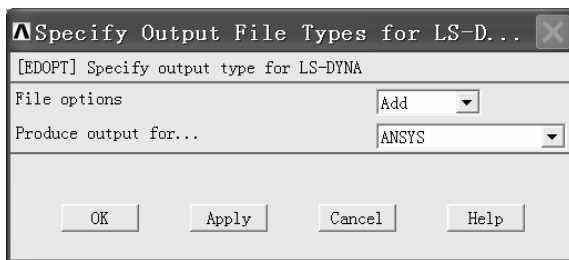 Specify Output File Types for LS-D...
[EDOPT] Specify output type for LS-DYNA
File options Add
Produce output for... ANSYS
OK Apply Cancel Help